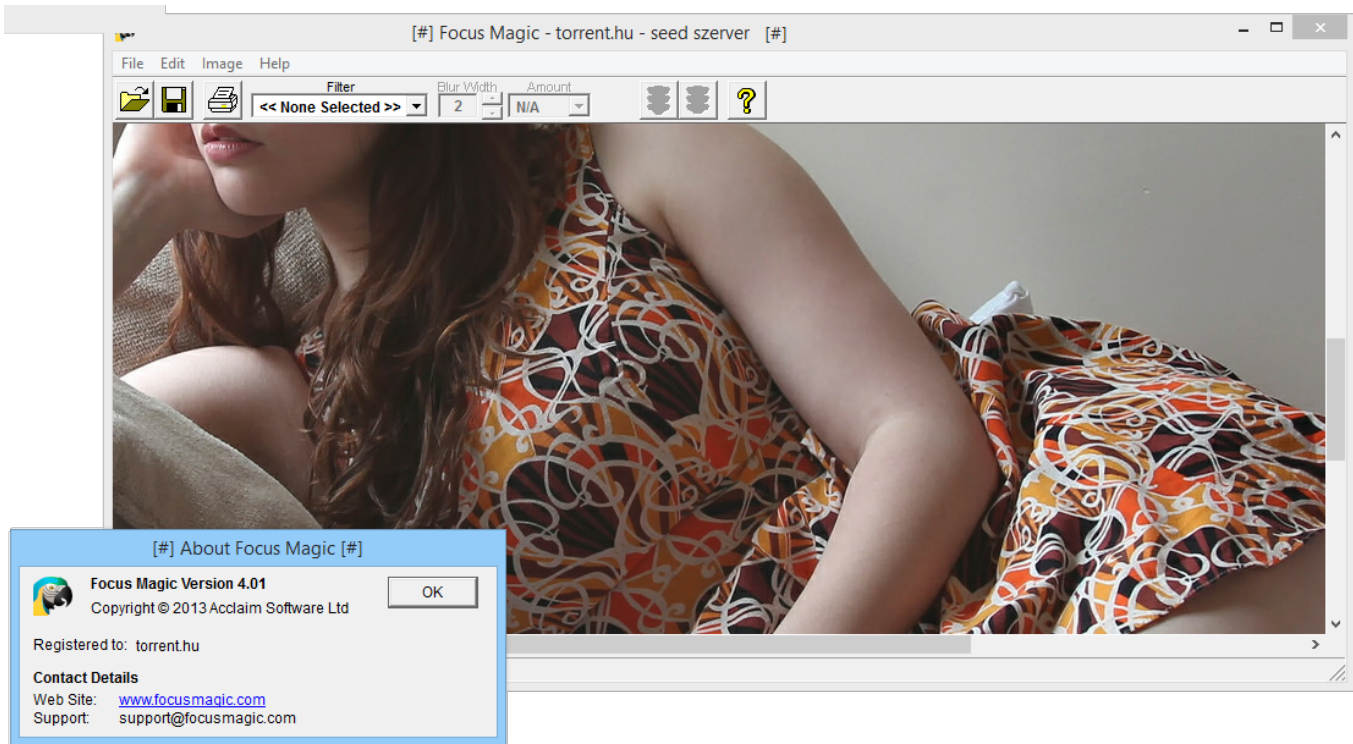 [#] Focus Magic - torrent.hu - seed szerver [#]
File Edit Image Help
Filter Blur Width Amount
<< None Selected >> 2 N/A
[#] About Focus Magic [#]
Focus Magic Version 4.01
OK
Copyright © 2013 Acclaim Software Ltd
Registered to: torrent.hu
Contact Details
Web Site: www.focusmagic.com
Support: support@focusmagic.com